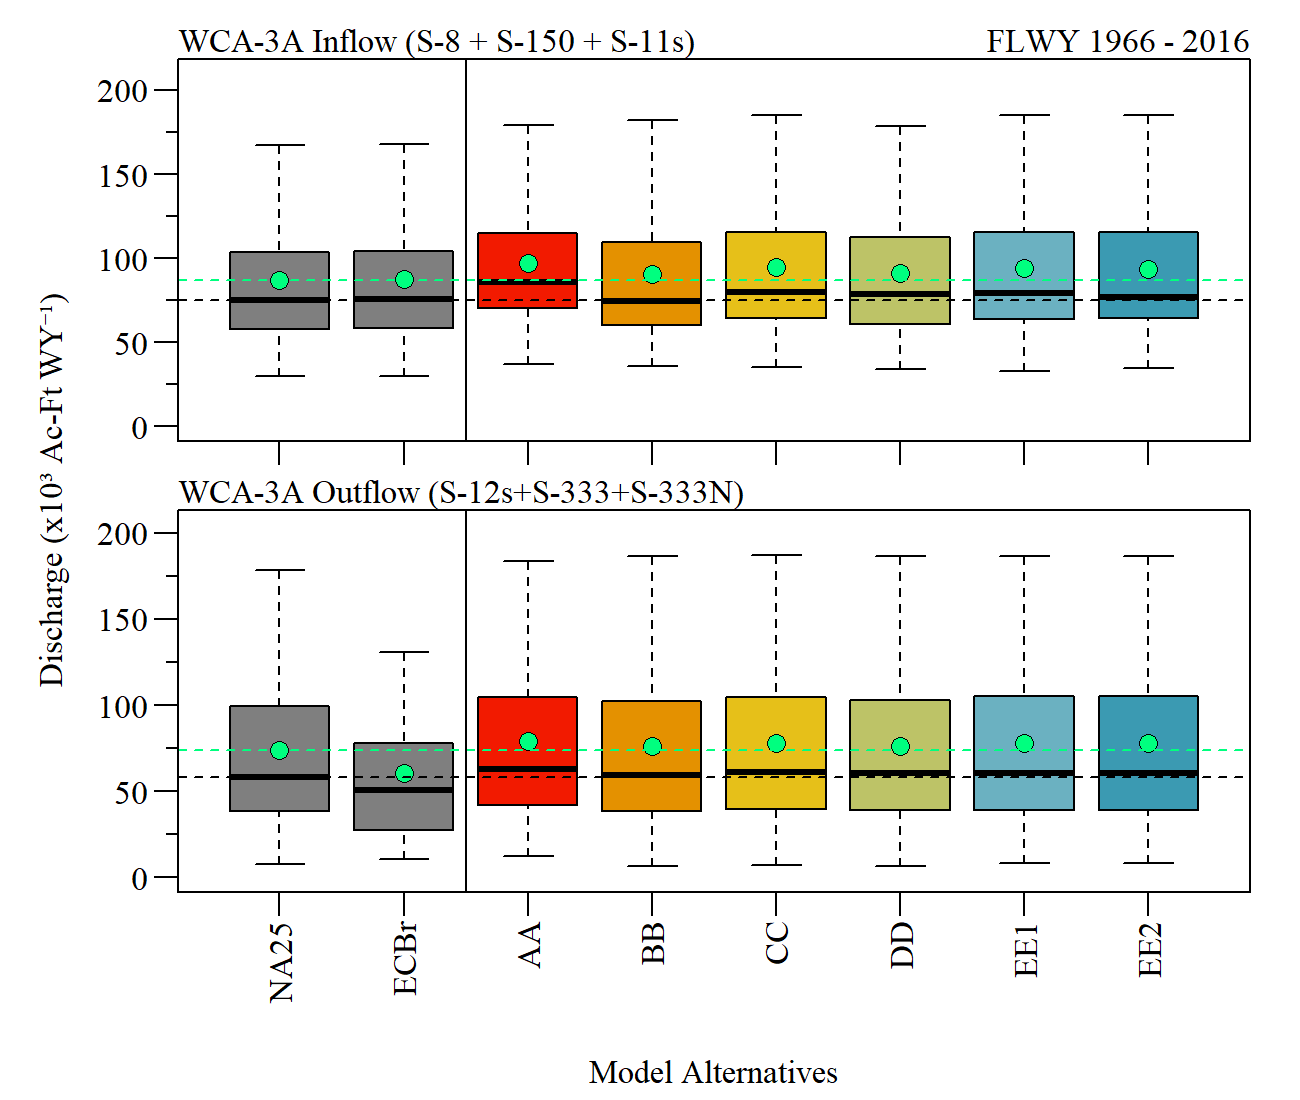 WCA-3A Inflow (S-8 + S-150 + S-11s) FLWY 1966 - 2016
200
150
100
50
0
WCA-3A Outflow (S-12s+S-333+S-333N)
200
150
100
50
0
Discharge (x10³ Ac-Ft WY⁻¹)
NA25 ECBr AA BB CC DD EE1 EE2
Model Alternatives